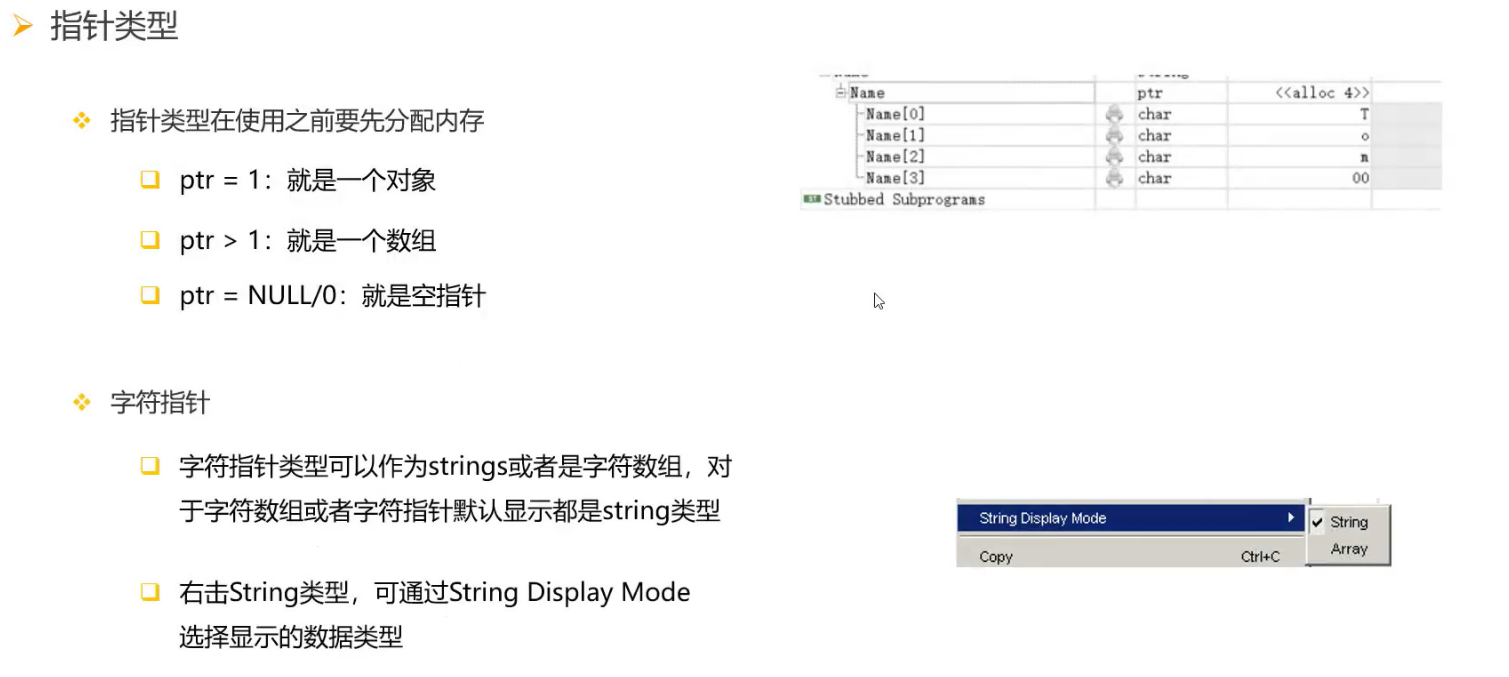 指针类型
指针类型在使用之前要先分配内存
ptr = 1：就是一个对象
ptr > 1：就是一个数组
ptr = NULL/0：就是空指针
Name ptr <<alloc 4>>
Name[0] char T
Name[1] char o
Name[2] char m
Name[3] char 00
Stubbed Subprograms
字符指针
字符指针类型可以作为strings或者是字符数组，对
于字符数组或者字符指针默认显示都是string类型
右击String类型，可通过String Display Mode
选择显示的数据类型
String Display Mode String
Copy Ctrl+C Array